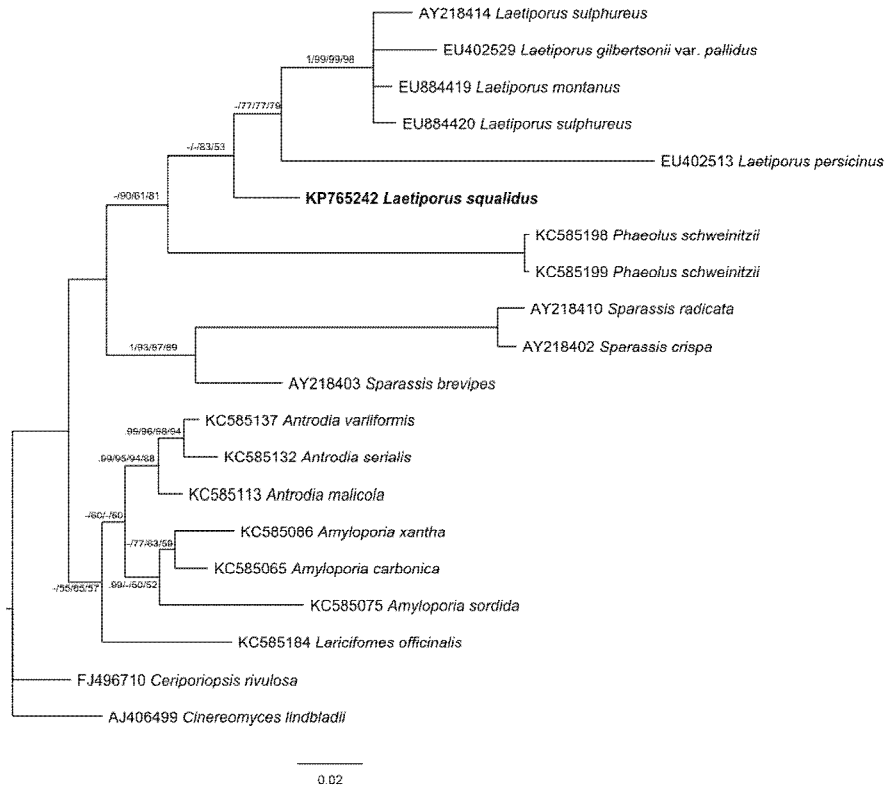 AY218414 Laetiporus sulphureus
EU402529 Laetiporus gilbertsonii var. pallidus
1/99/99/98
EU884419 Laetiporus montanus
-/77/77/79
EU884420 Laetiporus sulphureus
-/-/83/53
EU402513 Laetiporus persicinus
-/90/61/81
KP765242 Laetiporus squalidus
KC585198 Phaeolus schweinitzii
KC585199 Phaeolus schweinitzii
AY218410 Sparassis radicata
1/93/87/89
AY218402 Sparassis crispa
AY218403 Sparassis brevipes
KC585137 Antrodia variiformis
.99/96/98/94
KC585132 Antrodia serialis
.99/95/94/88
KC585113 Antrodia malicola
-/60/-/60
KC585086 Amyloporia xantha
-/77/63/59
KC585065 Amyloporia carbonica
-/55/65/57
.99/-/50/52
KC585075 Amyloporia sordida
KC585184 Laricifomes officinalis
FJ496710 Ceriporiopsis rivulosa
AJ406499 Cinereomyces lindbladii
0.02